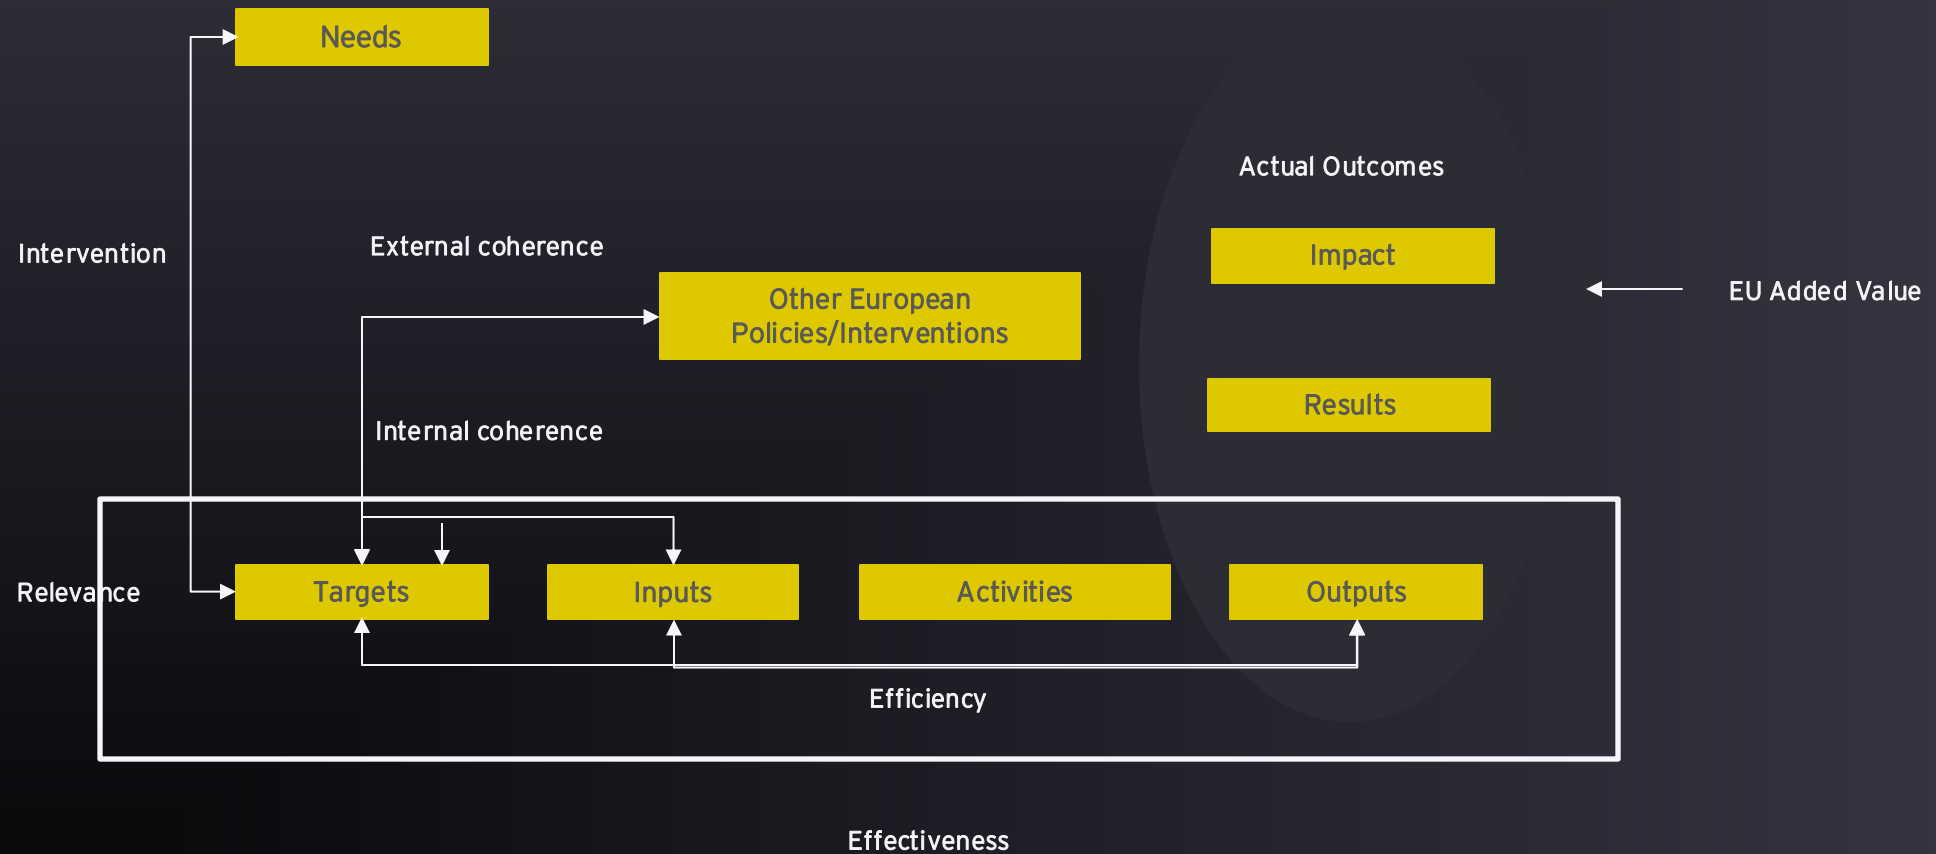 Needs
Actual Outcomes
Intervention
External coherence
Impact
Other European
Policies/Interventions
EU Added Value
Internal coherence
Results
Relevance
Targets
Inputs
Activities
Outputs
Efficiency
Effectiveness